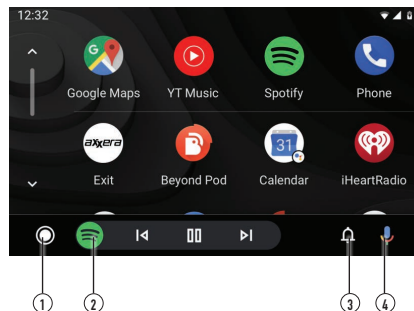 12:32
Google Maps YT Music Spotify Phone
axxera 31
Exit Beyond Pod Calendar iHeartRadio
1 2 3 4